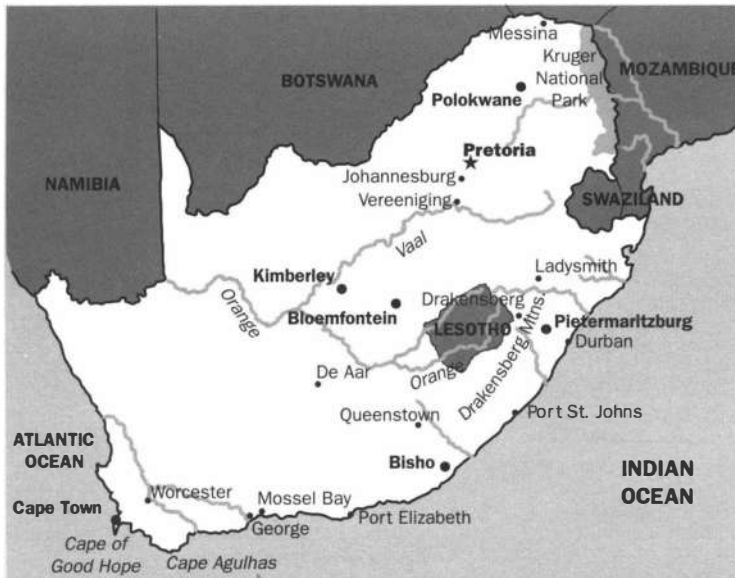 Messina
Kruger
National
Park
MOZAMBIQUE
BOTSWANA
Polokwane
Pretoria
NAMIBIA
Johannesburg
Vereeniging
SWAZILAND
Vaal
Ladysmith
Kimberley
Orange
Drakensberg
Bloemfontein
LESOTHO
Drakensberg Mtns.
Pietermaritzburg
Durban
De Aar
Orange
Queenstown
Port St. Johns
ATLANTIC
OCEAN
Bisho
INDIAN
OCEAN
Worcester
Mossel Bay
Cape Town
George
Port Elizabeth
Cape of
Good Hope
Cape Agulhas